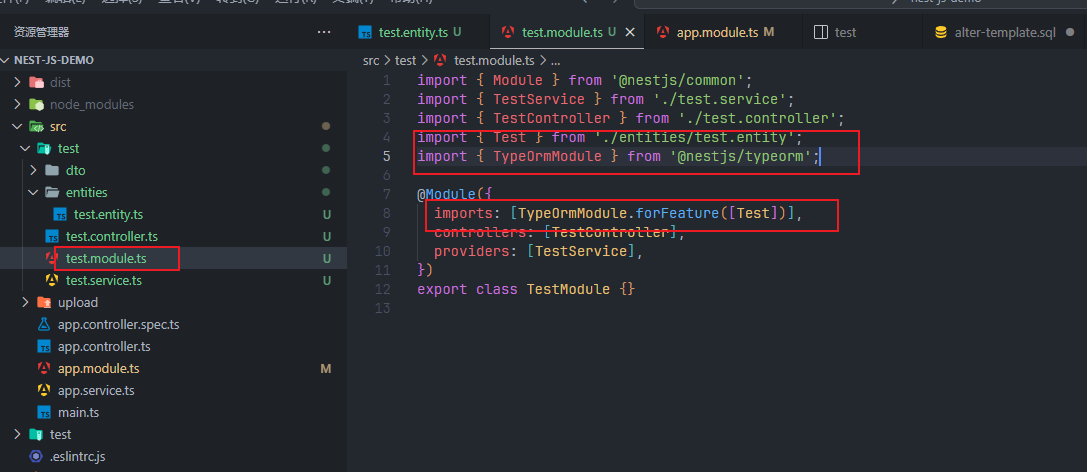 nest-js-demo
资源管理器
test.entity.ts U
test.module.ts U
app.module.ts M
test
alter-template.sql
NEST-JS-DEMO
dist
node_modules
src
test
dto
entities
test.entity.ts U
test.controller.ts U
test.module.ts U
test.service.ts U
upload
app.controller.spec.ts
app.controller.ts
app.module.ts M
app.service.ts
main.ts
test
.eslintrc.js
src > test > test.module.ts > ...
1 import { Module } from '@nestjs/common';
2 import { TestService } from './test.service';
3 import { TestController } from './test.controller';
4 import { Test } from './entities/test.entity';
5 import { TypeOrmModule } from '@nestjs/typeorm';
6
7 @Module({
8 imports: [TypeOrmModule.forFeature([Test])],
9 controllers: [TestController],
10 providers: [TestService],
11 })
12 export class TestModule {}
13